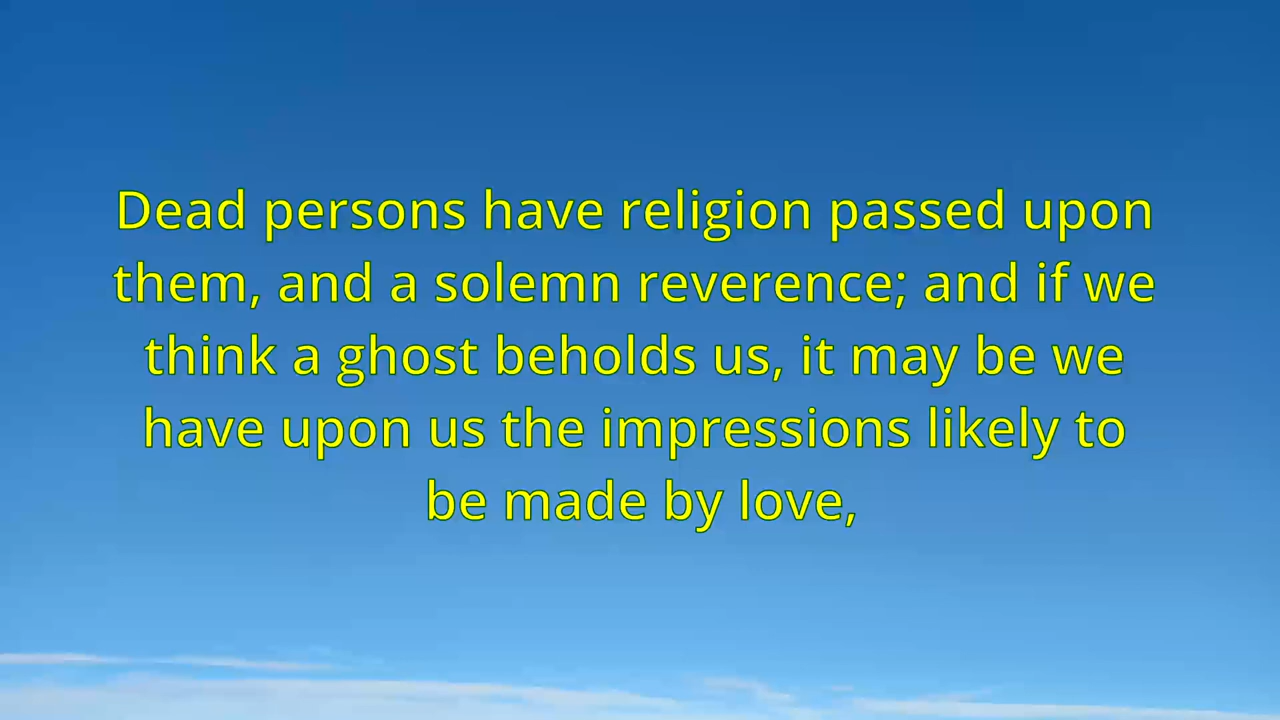 Dead persons have religion passed upon
them, and a solemn reverence; and if we
think a ghost beholds us, it may be we
have upon us the impressions likely to
be made by love,